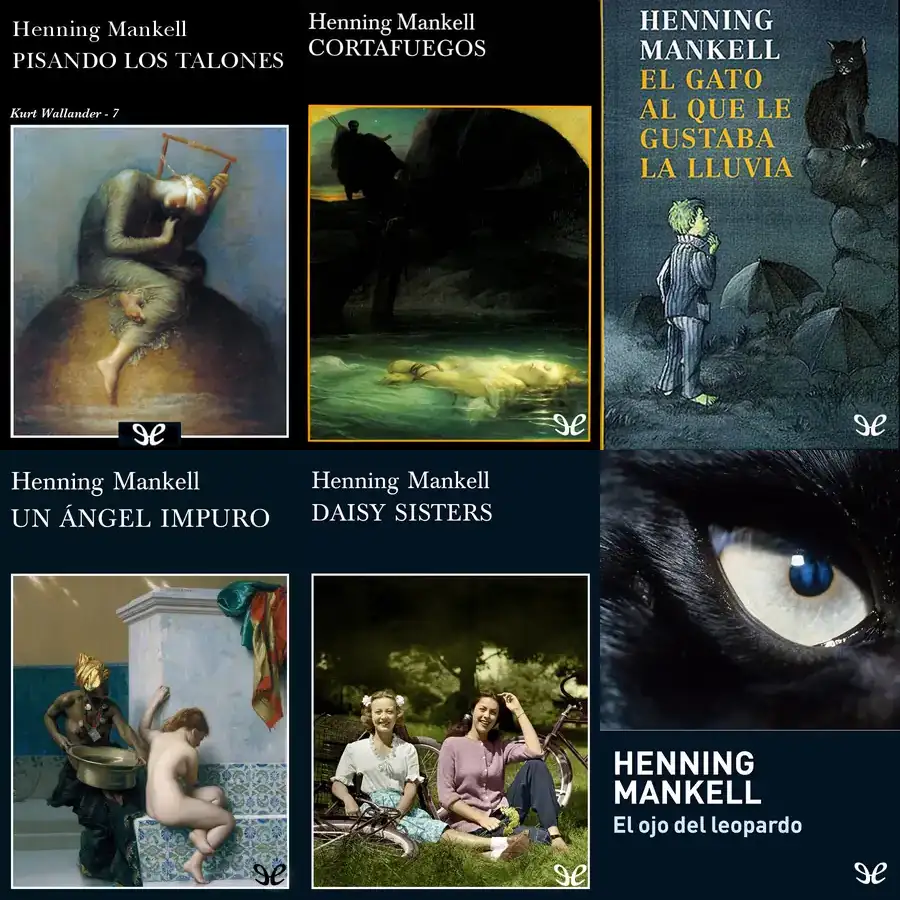 Henning Mankell
PISANDO LOS TALONES
Kurt Wallander - 7
Henning Mankell
CORTAFUEGOS
HENNING
MANKELL
EL GATO
AL QUE LE
GUSTABA
LA LLUVIA
Henning Mankell
UN ÁNGEL IMPURO
Henning Mankell
DAISY SISTERS
HENNING
MANKELL
El ojo del leopardo